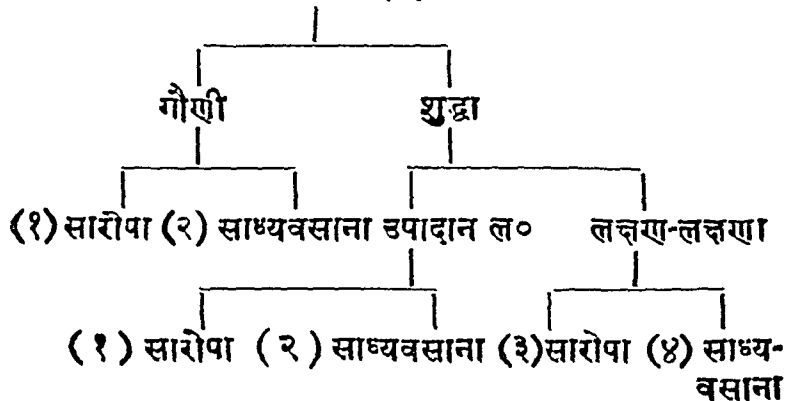 गौणी शुद्धा
(१) सारोपा (२) साध्यवसाना उपादान ल० लक्षण-लक्षणा
(१) सारोपा (२) साध्यवसाना (३) सारोपा (४) साध्य-
वसाना